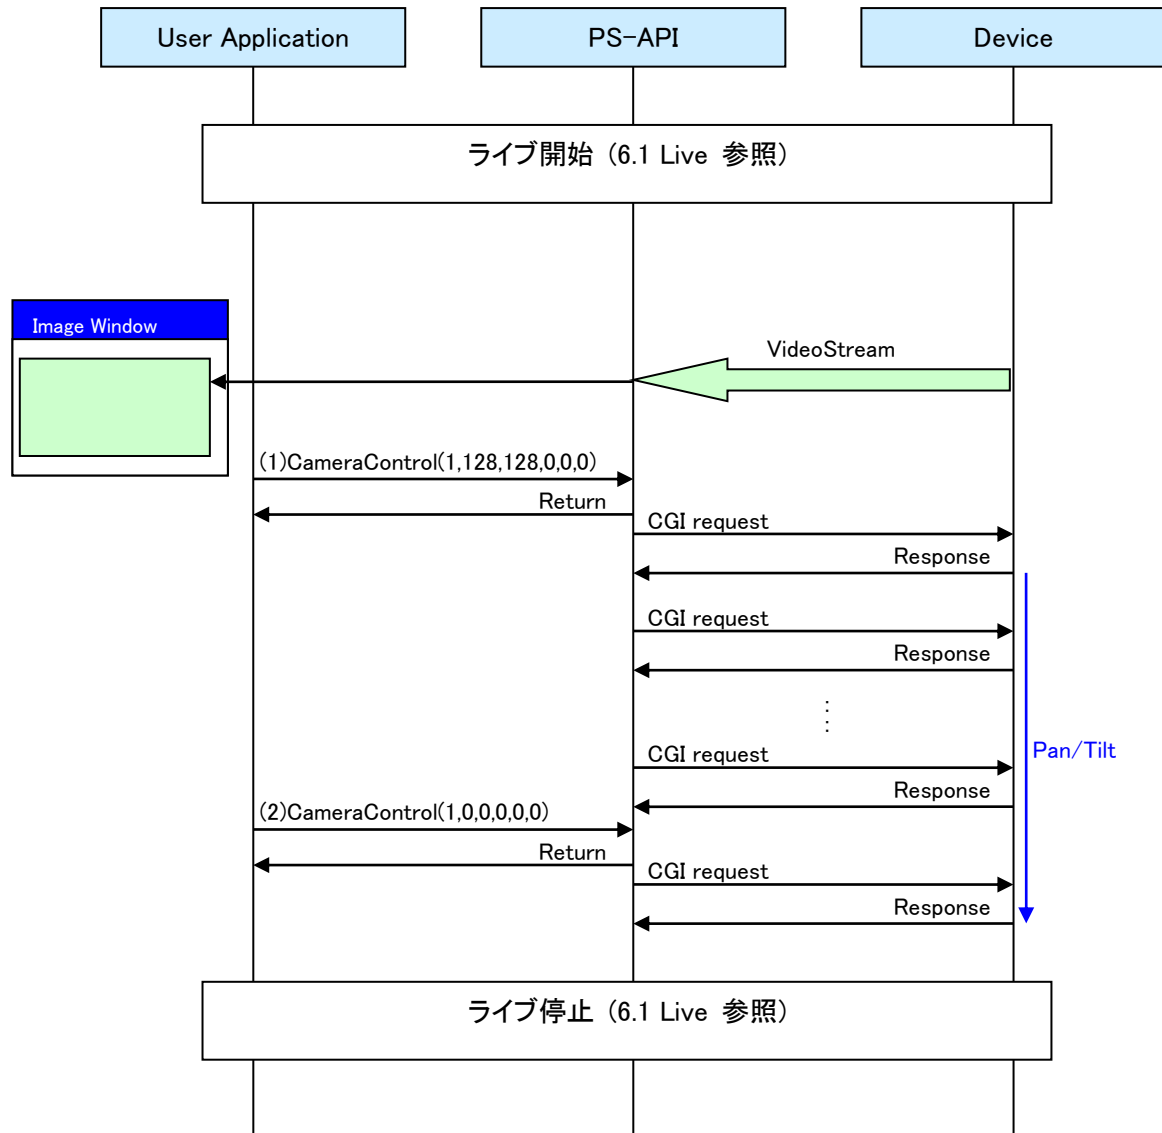 User Application
PS-API
Device
ライブ開始 (6.1 Live 参照)
Image Window
VideoStream
(1)CameraControl(1,128,128,0,0,0)
Return
CGI request
Response
CGI request
Response
CGI request
Pan/Tilt
Response
(2)CameraControl(1,0,0,0,0,0)
Return
CGI request
Response
ライブ停止 (6.1 Live 参照)